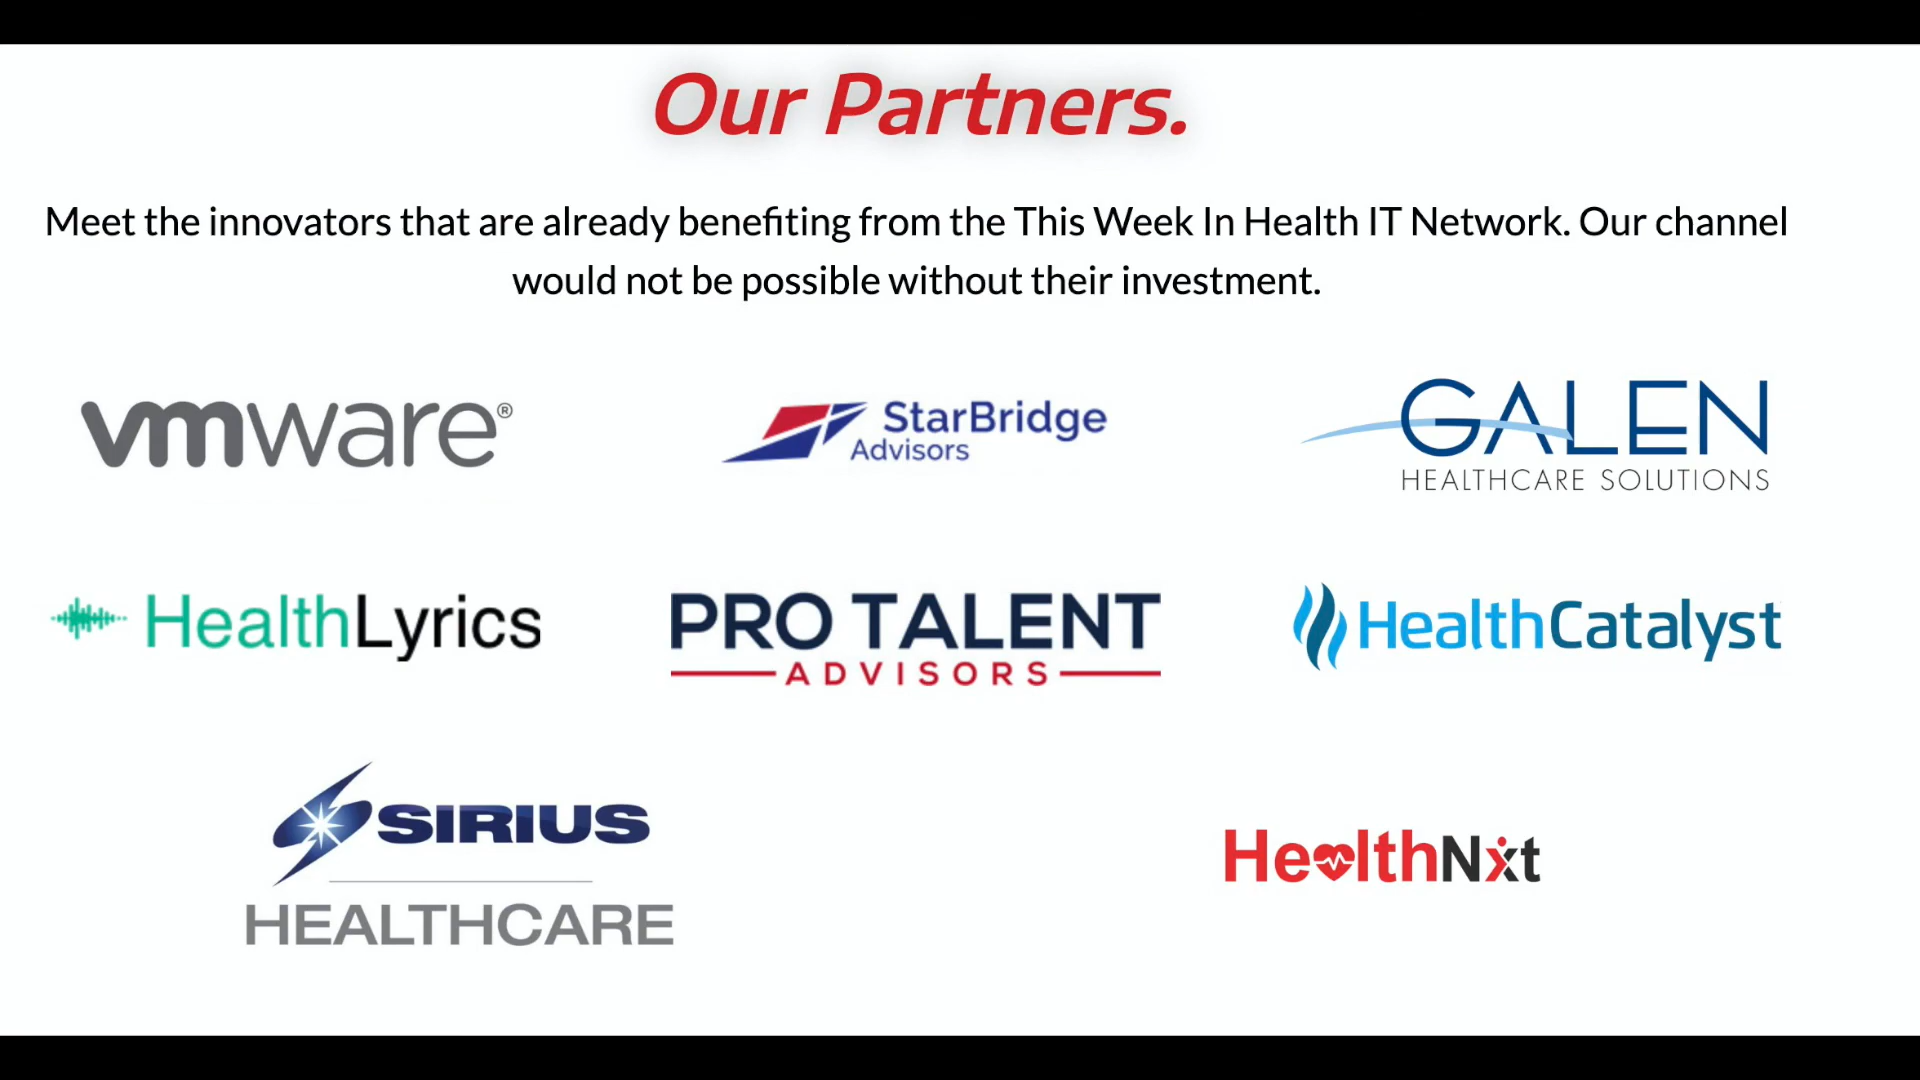 Our Partners.
Meet the innovators that are already benefiting from the This Week In Health IT Network. Our channel
would not be possible without their investment.
vmware®
StarBridge
Advisors
GALEN
HEALTHCARE SOLUTIONS
HealthLyrics
PRO TALENT
ADVISORS
HealthCatalyst
SIRIUS
HEALTHCARE
HealthNxt